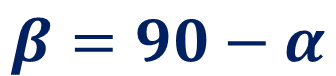 β = 90 − α